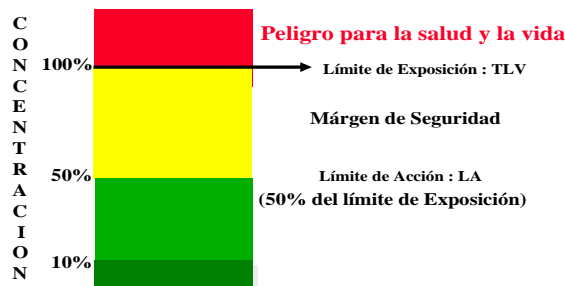 CONCENTRACION
Peligro para la salud y la vida
100%
Límite de Exposición : TLV
Márgen de Seguridad
50%
Límite de Acción : LA
(50% del límite de Exposición)
10%